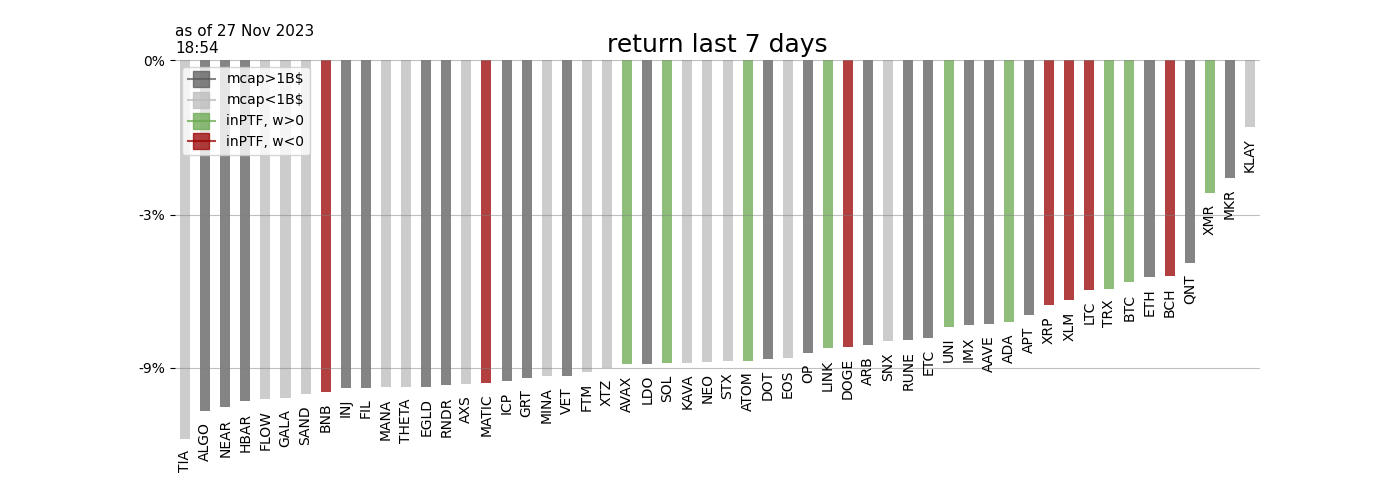 as of 27 Nov 2023
18:54
return last 7 days
0%
-3%
-9%
mcap>1B$
mcap<1B$
inPTF, w>0
inPTF, w<0
TIA
ALGO
NEAR
HBAR
FLOW
GALA
SAND
BNB
INJ
FIL
MANA
THETA
EGLD
RNDR
AXS
MATIC
ICP
GRT
MINA
VET
FTM
XTZ
AVAX
LDO
SOL
KAVA
NEO
STX
ATOM
DOT
EOS
OP
LINK
DOGE
ARB
SNX
RUNE
ETC
UNI
IMX
AAVE
ADA
APT
XRP
XLM
LTC
TRX
BTC
ETH
BCH
QNT
XMR
MKR
KLAY